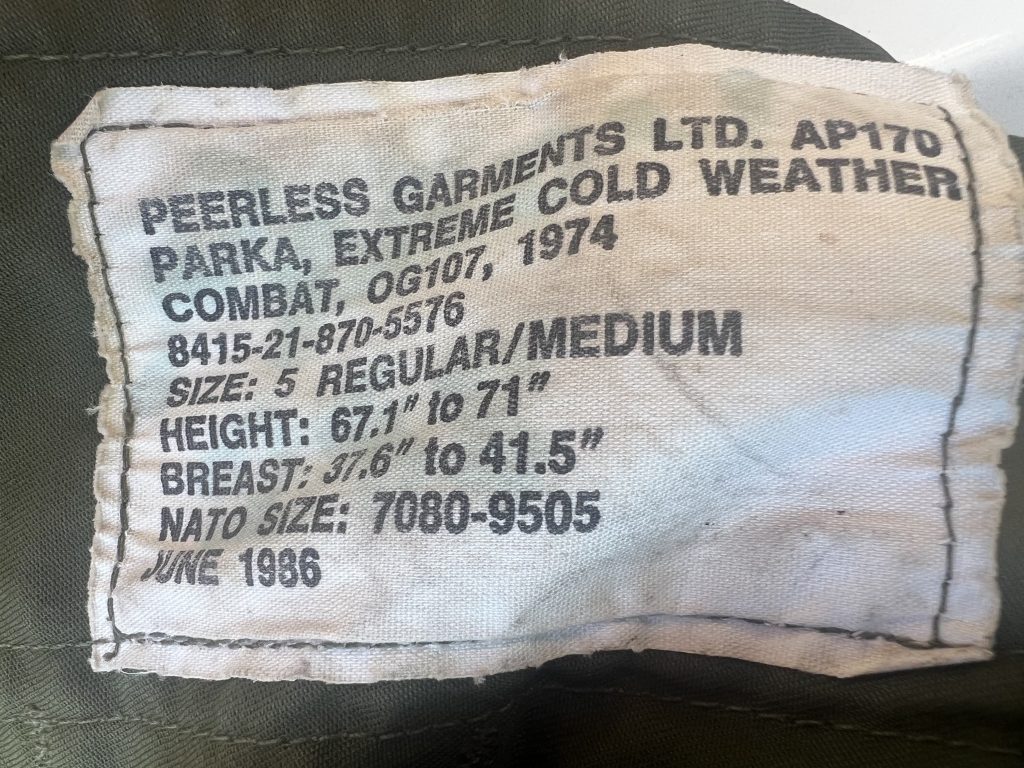 PEERLESS GARMENTS LTD. AP170
PARKA, EXTREME COLD WEATHER
COMBAT, OG107, 1974
8415-21-870-5576
SIZE: 5 REGULAR/MEDIUM
HEIGHT: 67.1" to 71"
BREAST: 37.6" to 41.5"
NATO SIZE: 7080-9505
JUNE 1986